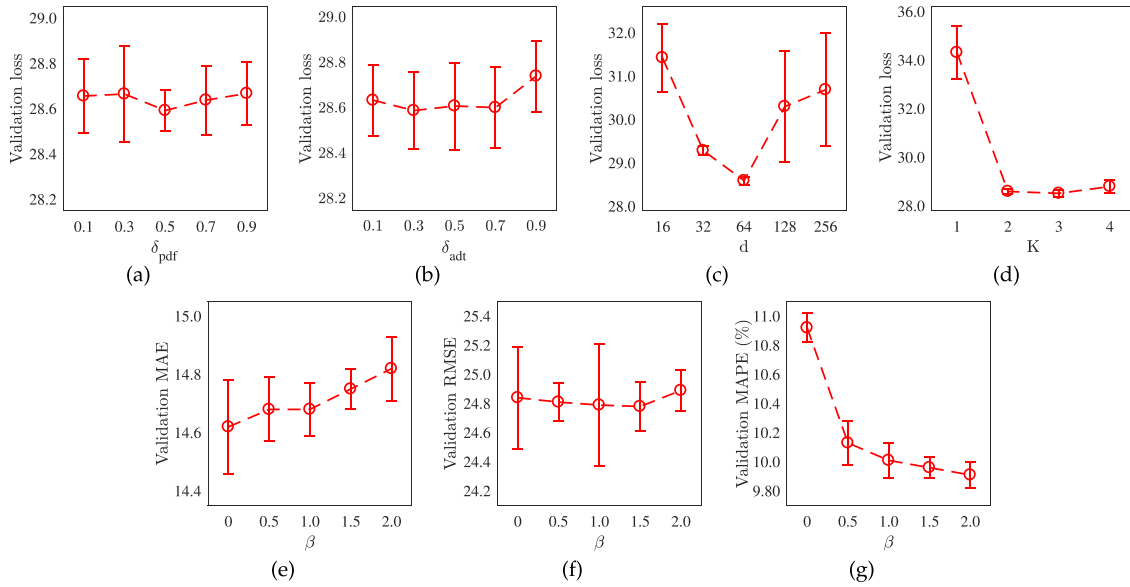 Validation loss
29.0
28.8
28.6
28.4
28.2
0.1 0.3 0.5 0.7 0.9
δpdf
(a)
Validation loss
29.0
28.8
28.6
28.4
28.2
0.1 0.3 0.5 0.7 0.9
δadt
(b)
Validation loss
32.0
31.0
30.0
29.0
28.0
16 32 64 128 256
d
(c)
Validation loss
36.0
34.0
32.0
30.0
28.0
1 2 3 4
K
(d)
Validation MAE
15.0
14.8
14.6
14.4
0 0.5 1.0 1.5 2.0
β
(e)
Validation RMSE
25.4
25.2
25.0
24.8
24.6
24.4
24.2
0 0.5 1.0 1.5 2.0
β
(f)
Validation MAPE (%)
11.0
10.8
10.6
10.4
10.2
10.0
9.80
0 0.5 1.0 1.5 2.0
β
(g)